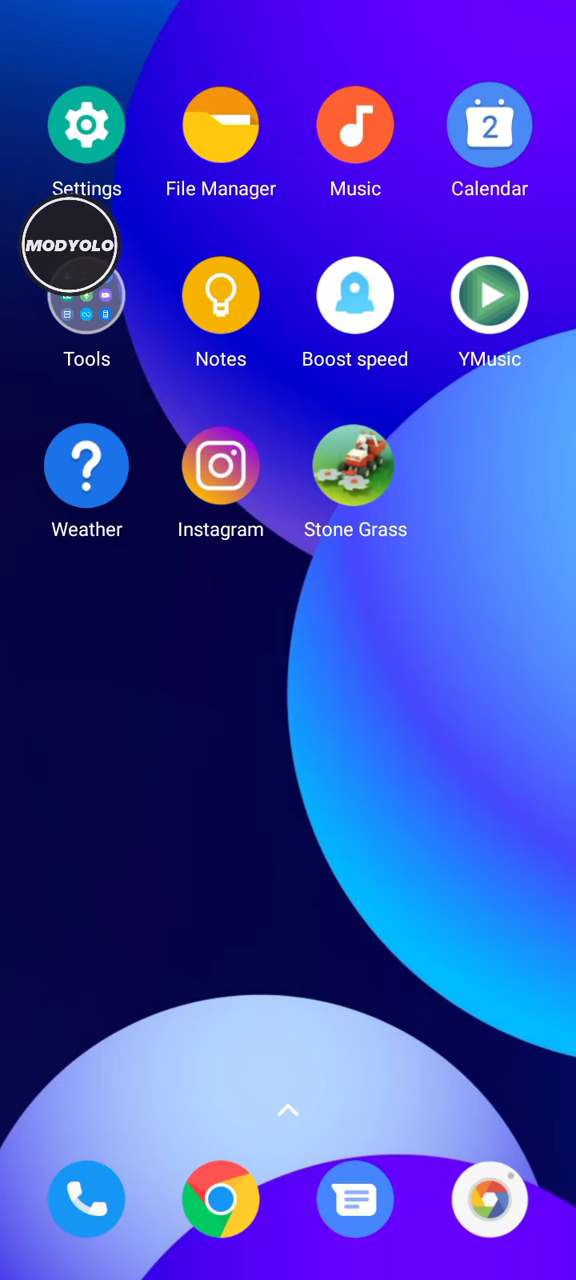 Settings
File Manager
Music
Calendar
2
MODYOLO
Tools
Notes
Boost speed
YMusic
?
Weather
Instagram
Stone Grass